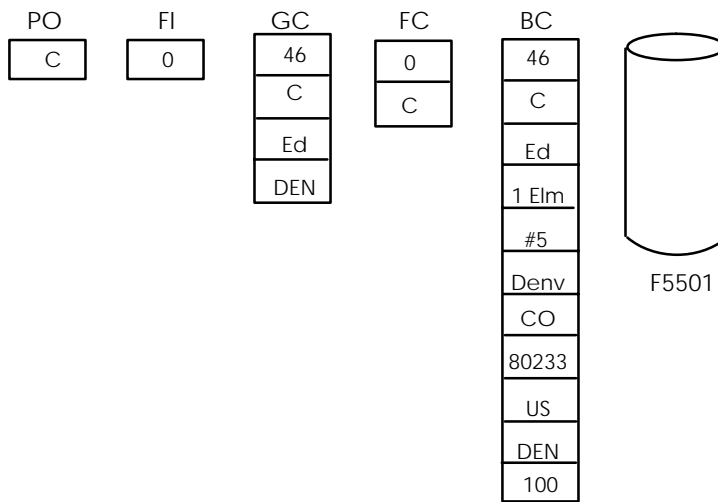 PO
C
FI
0
GC
46
C
Ed
DEN
FC
0
C
BC
46
C
Ed
1 Elm
#5
Denv
CO
80233
US
DEN
100
F5501